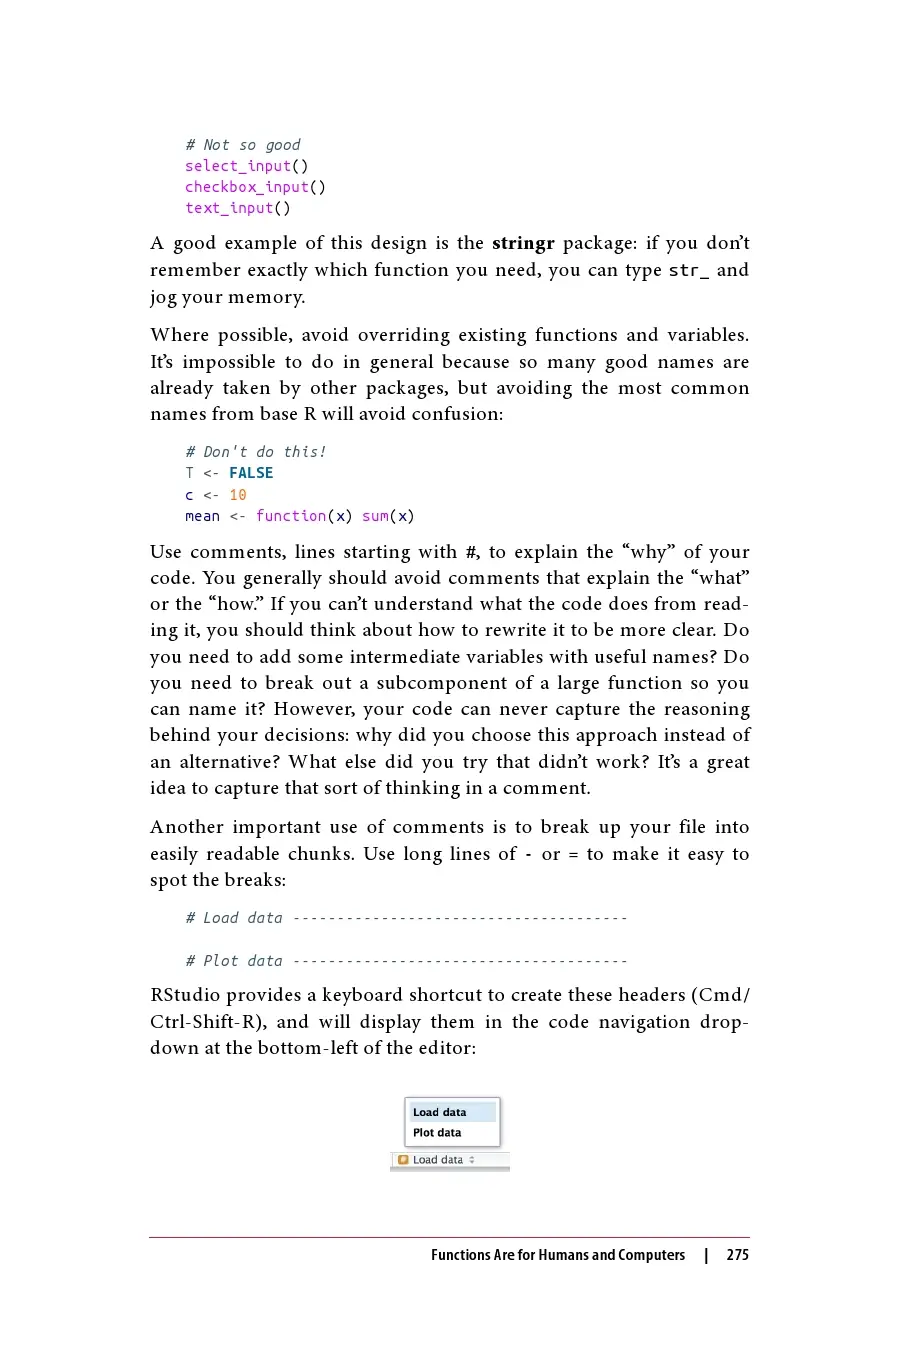 # Not so good
select_input()
checkbox_input()
text_input()
A good example of this design is the stringr package: if you don’t
remember exactly which function you need, you can type str_ and
jog your memory.
Where possible, avoid overriding existing functions and variables.
It’s impossible to do in general because so many good names are
already taken by other packages, but avoiding the most common
names from base R will avoid confusion:
# Don't do this!
T <- FALSE
c <- 10
mean <- function(x) sum(x)
Use comments, lines starting with #, to explain the “why” of your
code. You generally should avoid comments that explain the “what”
or the “how.” If you can’t understand what the code does from read-
ing it, you should think about how to rewrite it to be more clear. Do
you need to add some intermediate variables with useful names? Do
you need to break out a subcomponent of a large function so you
can name it? However, your code can never capture the reasoning
behind your decisions: why did you choose this approach instead of
an alternative? What else did you try that didn’t work? It’s a great
idea to capture that sort of thinking in a comment.
Another important use of comments is to break up your file into
easily readable chunks. Use long lines of - or = to make it easy to
spot the breaks:
# Load data --------------------------------------
# Plot data --------------------------------------
RStudio provides a keyboard shortcut to create these headers (Cmd/
Ctrl-Shift-R), and will display them in the code navigation drop-
down at the bottom-left of the editor:
Load data
Plot data
Load data
Functions Are for Humans and Computers | 275